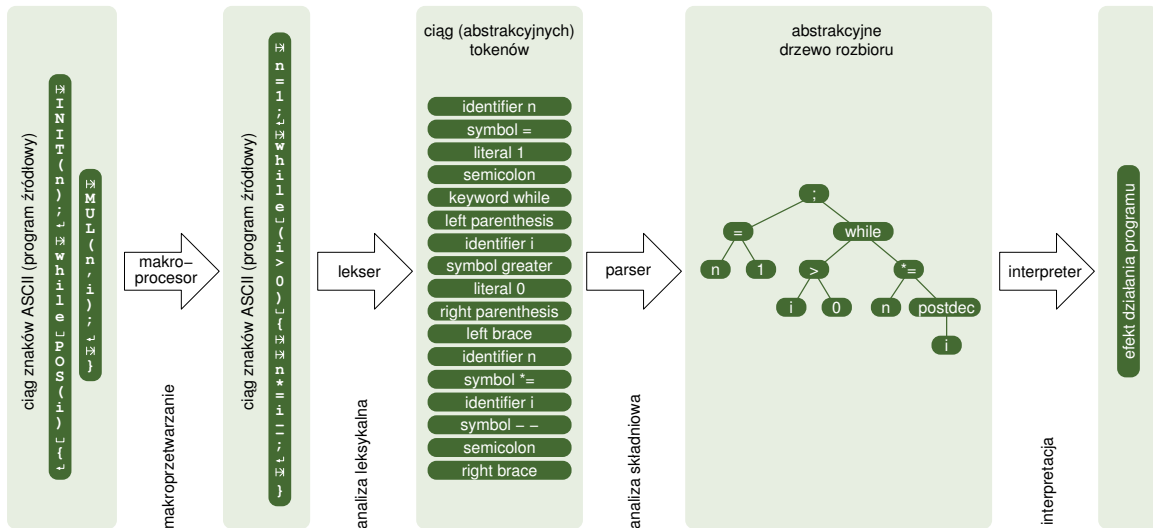 ciąg znaków ASCII (program źródłowy)
↦INIT(n);↵↦while␣POS(i)␣{↵
↦MUL(n,i);↵↦}
makro–
procesor
makroprzetwarzanie
ciąg znaków ASCII (program źródłowy)
↦n=1;↵↦while␣(i>0)␣{↦↦n*=i--;↵↦}
lekser
analiza leksykalna
ciąg (abstrakcyjnych)
tokenów
identifier n
symbol =
literal 1
semicolon
keyword while
left parenthesis
identifier i
symbol greater
literal 0
right parenthesis
left brace
identifier n
symbol *=
identifier i
symbol – –
semicolon
right brace
parser
analiza składniowa
abstrakcyjne
drzewo rozbioru
;
= while
n 1 > *=
i 0 n postdec
i
interpreter
interpretacja
efekt działania programu